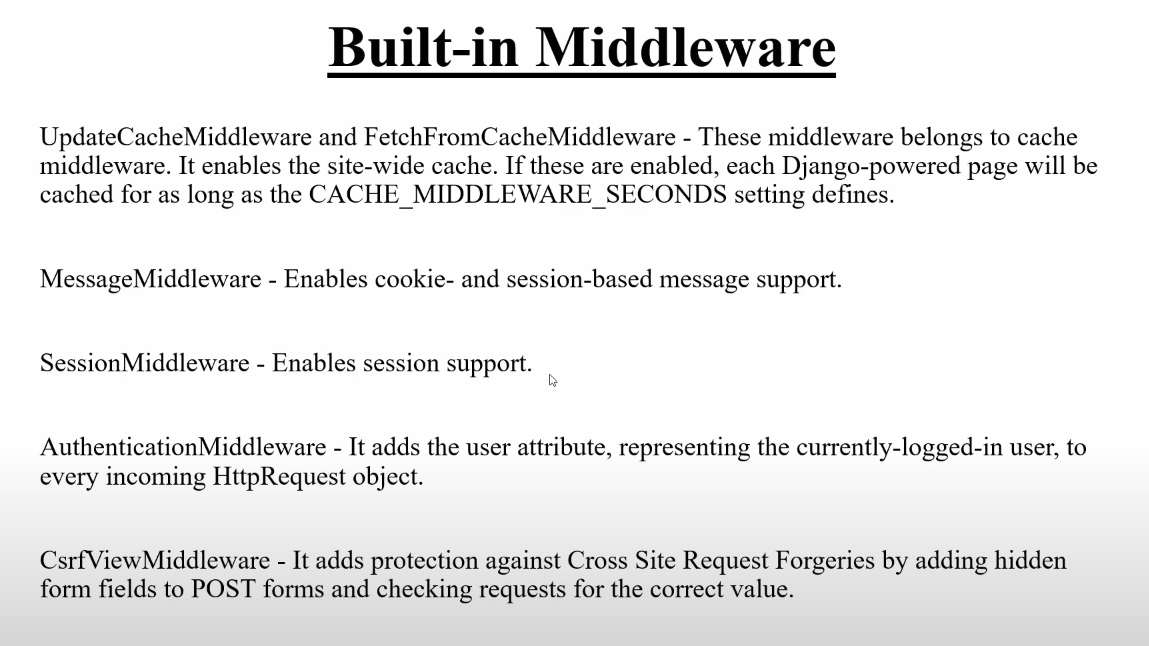 Built-in Middleware
UpdateCacheMiddleware and FetchFromCacheMiddleware - These middleware belongs to cache
middleware. It enables the site-wide cache. If these are enabled, each Django-powered page will be
cached for as long as the CACHE_MIDDLEWARE_SECONDS setting defines.
MessageMiddleware - Enables cookie- and session-based message support.
SessionMiddleware - Enables session support.
AuthenticationMiddleware - It adds the user attribute, representing the currently-logged-in user, to
every incoming HttpRequest object.
CsrfViewMiddleware - It adds protection against Cross Site Request Forgeries by adding hidden
form fields to POST forms and checking requests for the correct value.